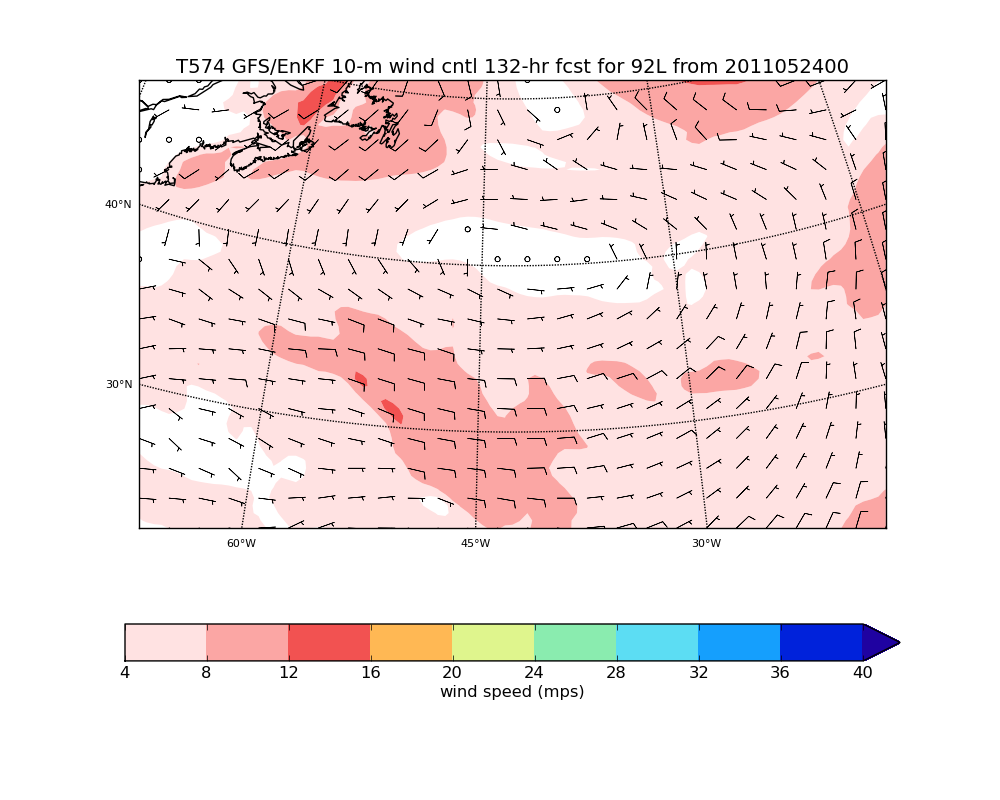 T574 GFS/EnKF 10-m wind cntl 132-hr fcst for 92L from 2011052400
40°N
30°N
60°W 45°W 30°W
4 8 12 16 20 24 28 32 36 40
wind speed (mps)